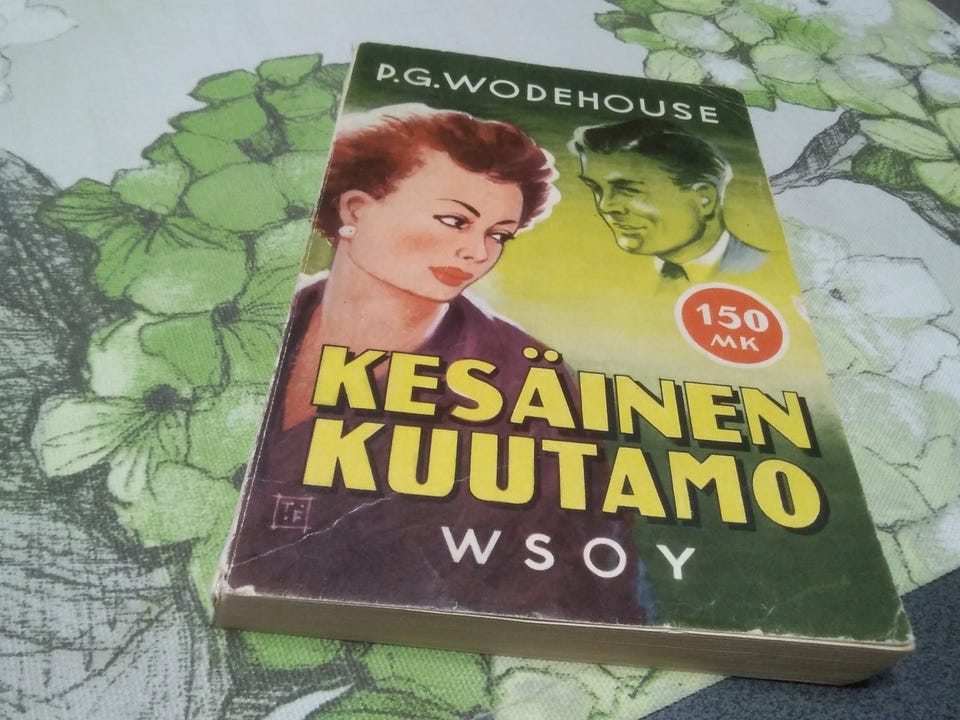 P.G. WODEHOUSE
150
MK
KESÄINEN
KUUTAMO
WSOY